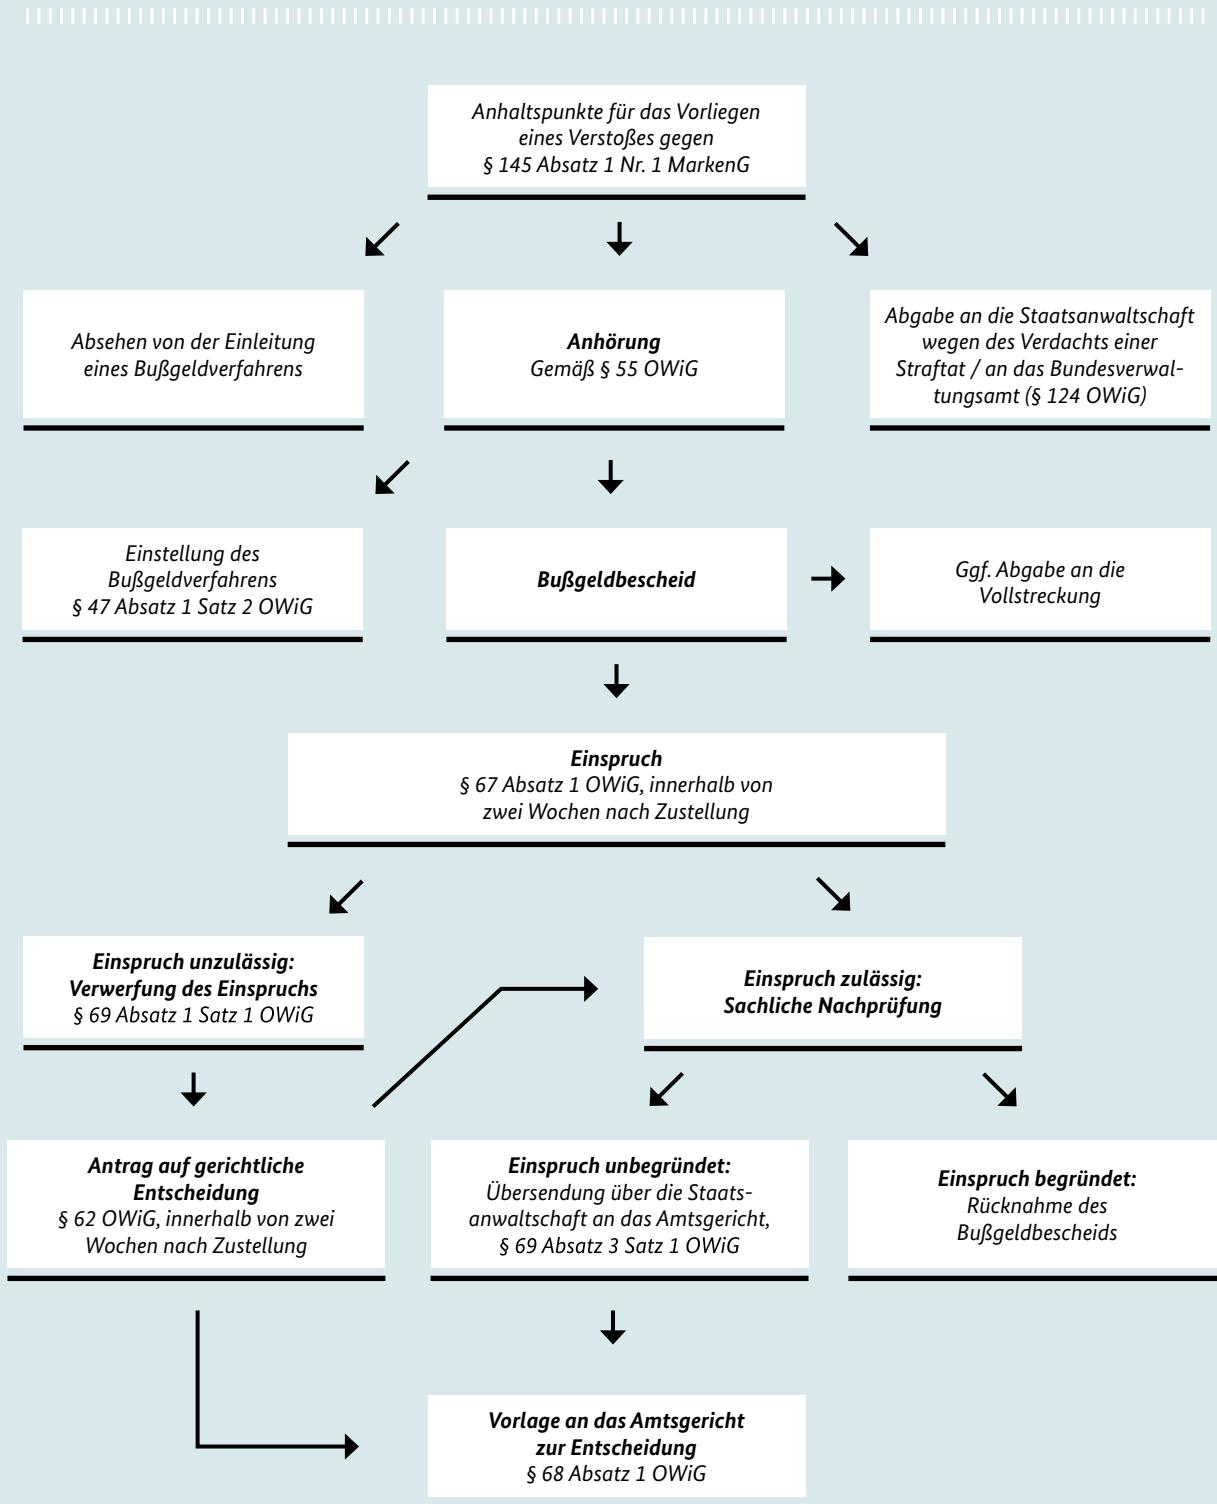 Anhaltspunkte für das Vorliegen
eines Verstoßes gegen
§ 145 Absatz 1 Nr. 1 MarkenG
Absehen von der Einleitung
eines Bußgeldverfahrens
Anhörung
Gemäß § 55 OWiG
Abgabe an die Staatsanwaltschaft
wegen des Verdachts einer
Straftat / an das Bundesverwal-
tungsamt (§ 124 OWiG)
Einstellung des
Bußgeldverfahrens
§ 47 Absatz 1 Satz 2 OWiG
Bußgeldbescheid
Ggf. Abgabe an die
Vollstreckung
Einspruch
§ 67 Absatz 1 OWiG, innerhalb von
zwei Wochen nach Zustellung
Einspruch unzulässig:
Verwerfung des Einspruchs
§ 69 Absatz 1 Satz 1 OWiG
Einspruch zulässig:
Sachliche Nachprüfung
Antrag auf gerichtliche
Entscheidung
§ 62 OWiG, innerhalb von zwei
Wochen nach Zustellung
Einspruch unbegründet:
Übersendung über die Staats-
anwaltschaft an das Amtsgericht,
§ 69 Absatz 3 Satz 1 OWiG
Einspruch begründet:
Rücknahme des
Bußgeldbescheids
Vorlage an das Amtsgericht
zur Entscheidung
§ 68 Absatz 1 OWiG